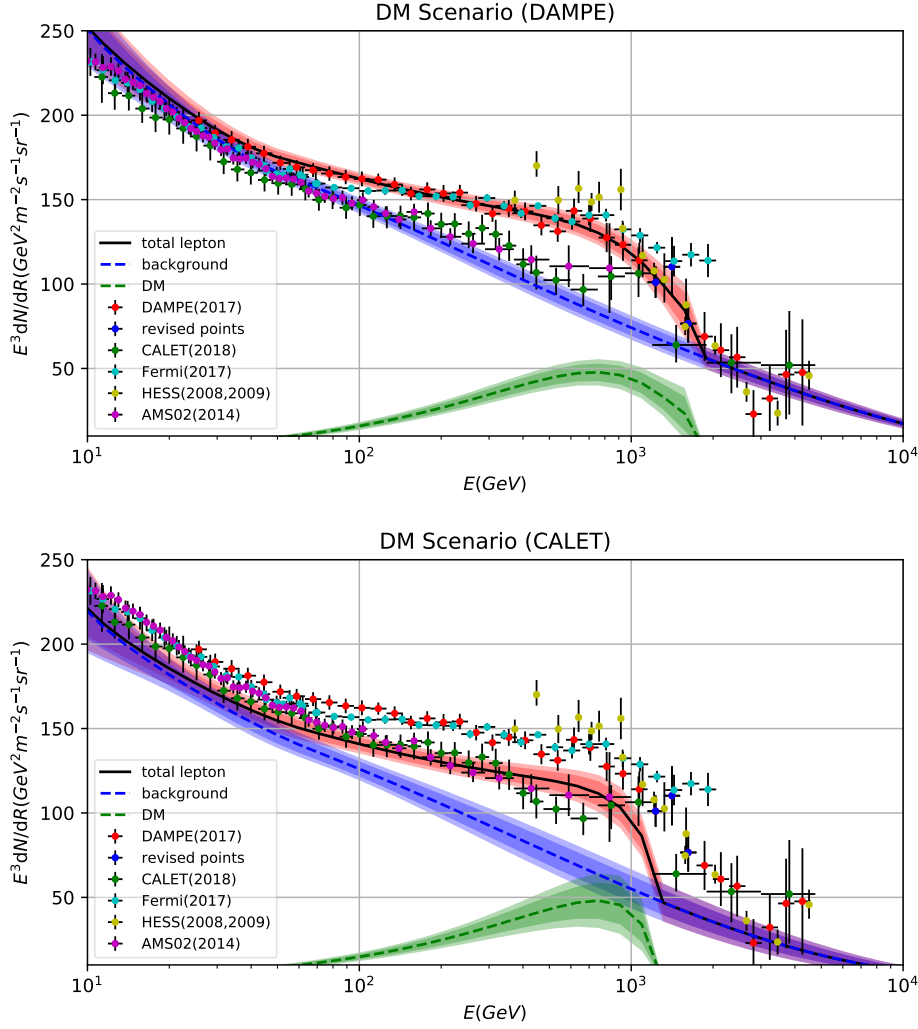 DM Scenario (DAMPE)
250
200
150
100
50
E³dN/dR(GeV²m⁻²s⁻¹sr⁻¹)
total lepton
background
DM
DAMPE(2017)
revised points
CALET(2018)
Fermi(2017)
HESS(2008,2009)
AMS02(2014)
10¹ 10² 10³ 10⁴
E(GeV)
DM Scenario (CALET)
250
200
150
100
50
E³dN/dR(GeV²m⁻²s⁻¹sr⁻¹)
total lepton
background
DM
DAMPE(2017)
revised points
CALET(2018)
Fermi(2017)
HESS(2008,2009)
AMS02(2014)
10¹ 10² 10³ 10⁴
E(GeV)